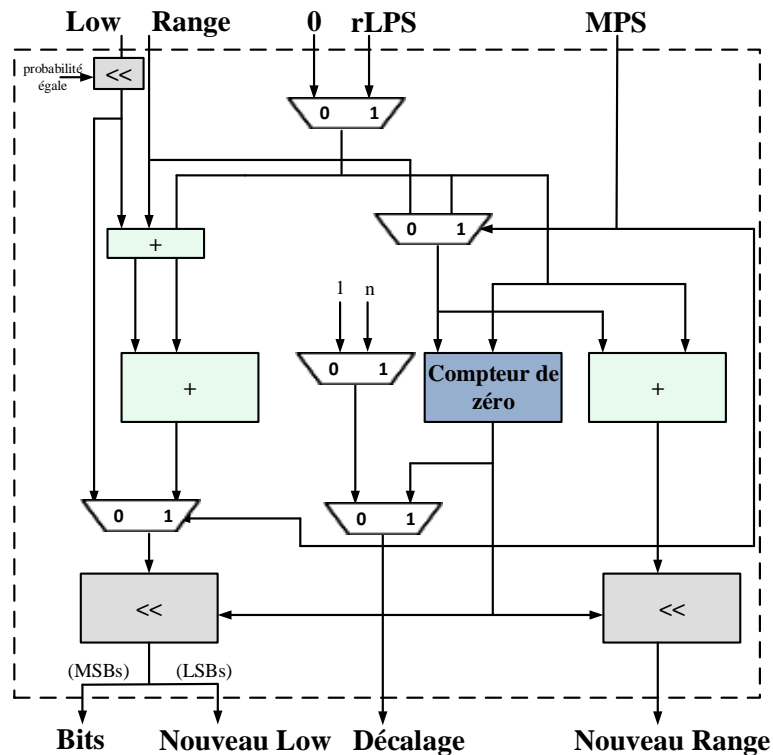 Low Range 0 rLPS MPS
probabilité
égale
<<
0 1
0 1
+
1 n
+
0 1
Compteur de
zéro
+
0 1
0 1
<<
<<
(MSBs) (LSBs)
Bits Nouveau Low Décalage Nouveau Range